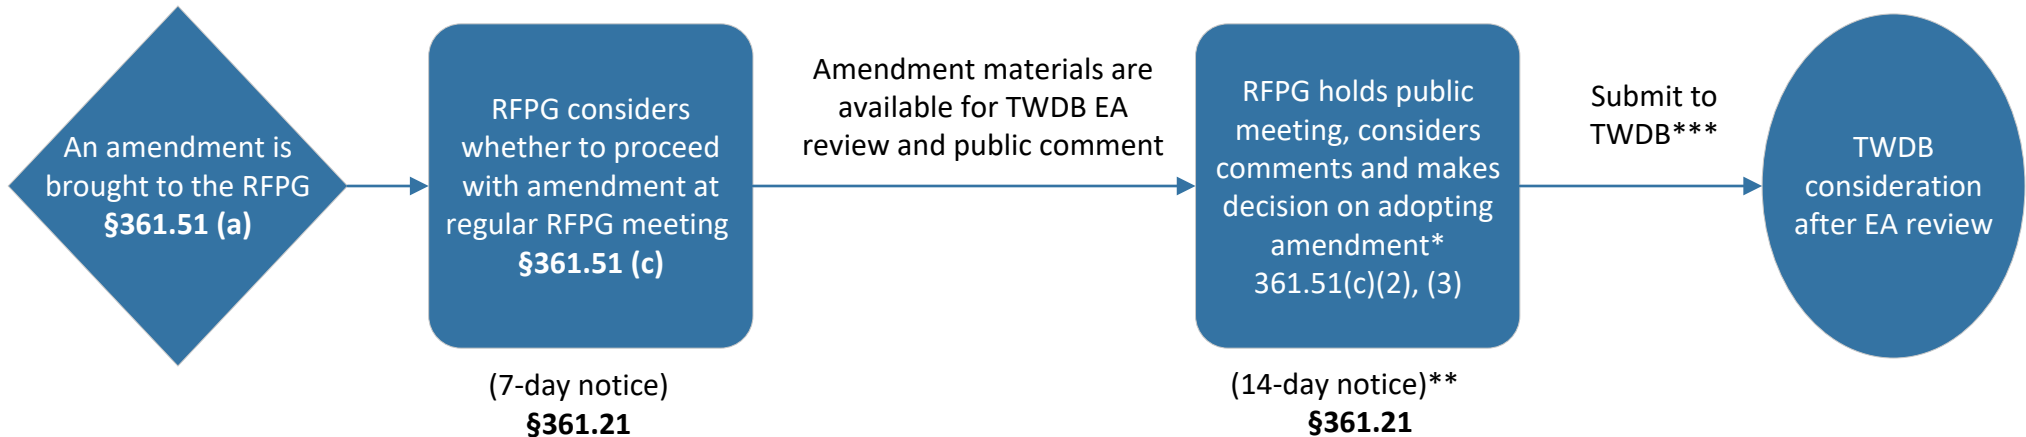 An amendment is
brought to the RFPG
§361.51 (a)
RFPG considers
whether to proceed
with amendment at
regular RFPG meeting
§361.51 (c)
(7-day notice)
§361.21
Amendment materials are
available for TWDB EA
review and public comment
RFPG holds public
meeting, considers
comments and makes
decision on adopting
amendment*
361.51(c)(2), (3)
(14-day notice)**
§361.21
Submit to
TWDB***
TWDB
consideration
after EA review